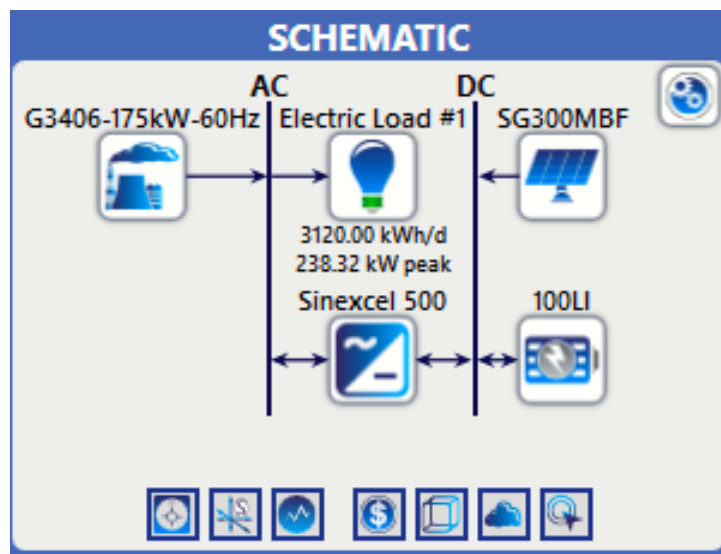 SCHEMATIC
AC DC
G3406-175kW-60Hz Electric Load #1 SG300MBF
3120.00 kWh/d
238.32 kW peak
Sinexcel 500 100LI